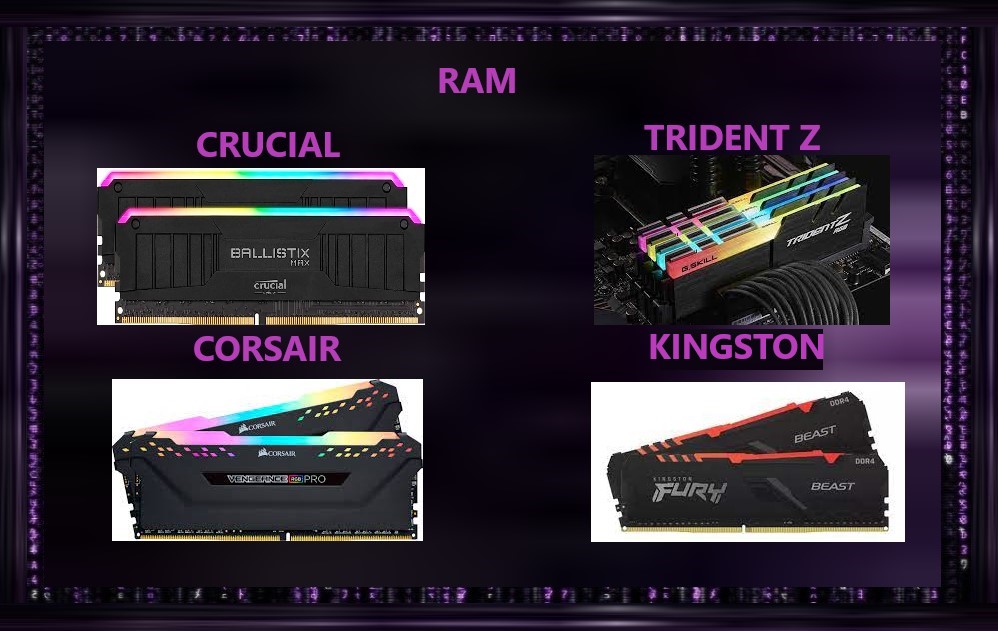 RAM
CRUCIAL
TRIDENT Z
BALLISTIX
MAX
crucial
TRIDENTZ
RGB
G.SKILL
CORSAIR
KINGSTON
CORSAIR
CORSAIR
VENGEANCE RGB PRO
DDR4
BEAST
DDR4
KINGSTON
FURY
BEAST